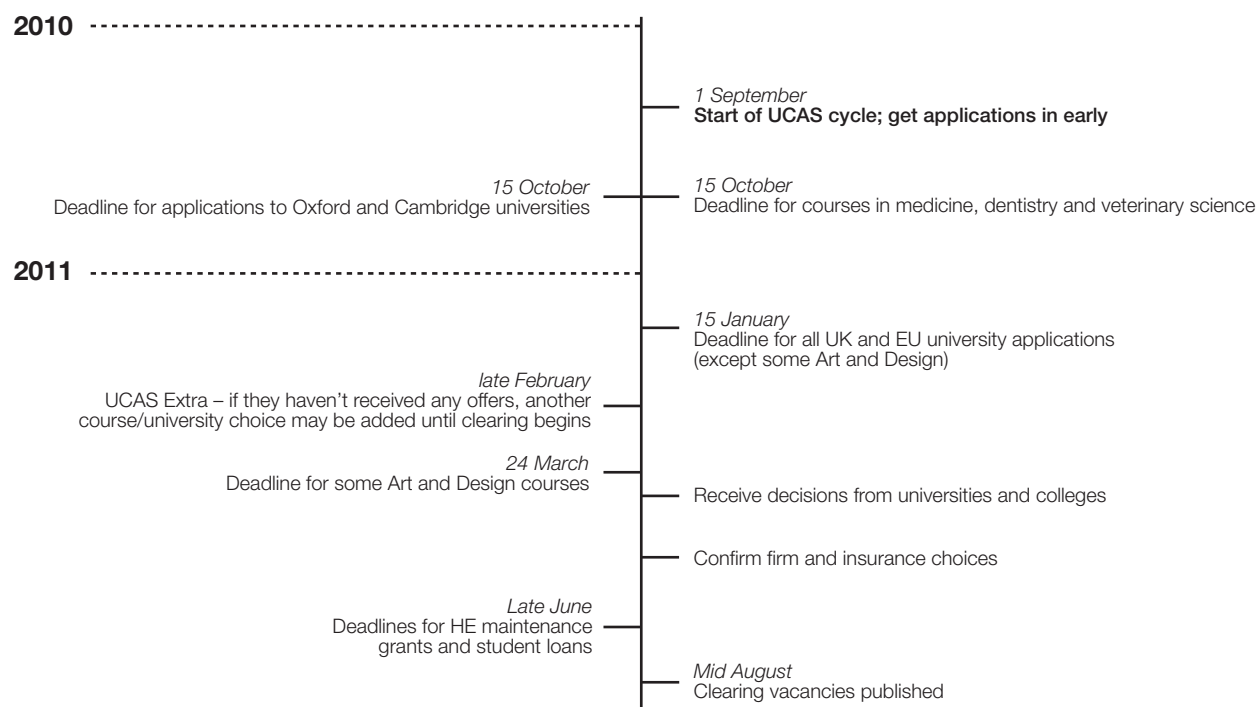 2010
1 September
Start of UCAS cycle; get applications in early
15 October
Deadline for applications to Oxford and Cambridge universities
15 October
Deadline for courses in medicine, dentistry and veterinary science
2011
15 January
Deadline for all UK and EU university applications
(except some Art and Design)
late February
UCAS Extra – if they haven’t received any offers, another
course/university choice may be added until clearing begins
24 March
Deadline for some Art and Design courses
Receive decisions from universities and colleges
Confirm firm and insurance choices
Late June
Deadlines for HE maintenance
grants and student loans
Mid August
Clearing vacancies published